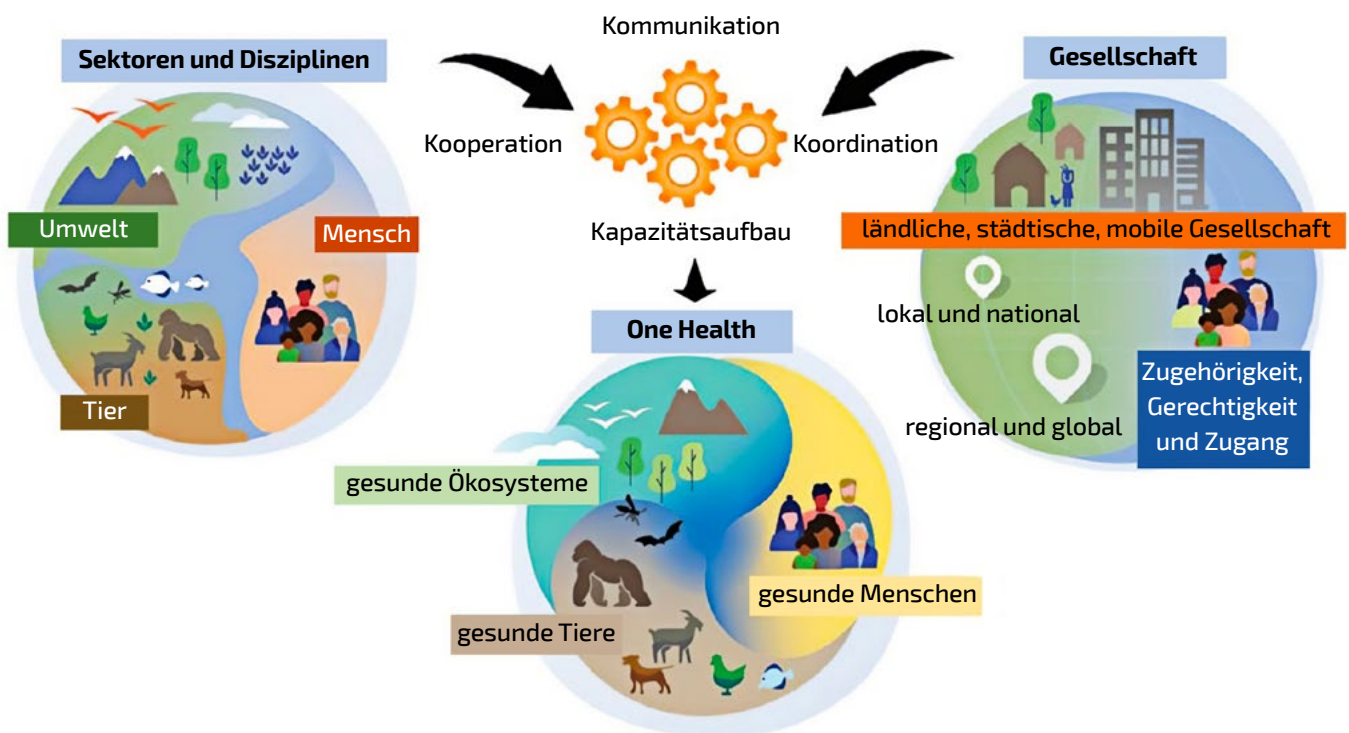 Kommunikation
Sektoren und Disziplinen
Gesellschaft
Kooperation
Koordination
Umwelt
Mensch
Kapazitätsaufbau
ländliche, städtische, mobile Gesellschaft
lokal und national
One Health
Tier
Zugehörigkeit,
Gerechtigkeit
und Zugang
regional und global
gesunde Ökosysteme
gesunde Menschen
gesunde Tiere